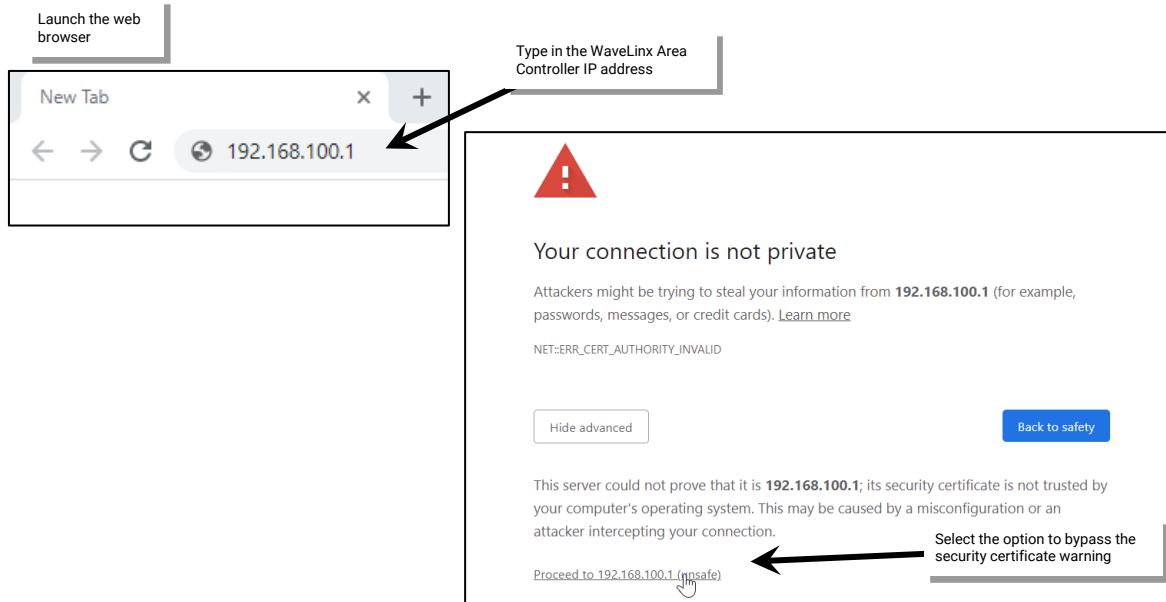 Launch the web
browser
Type in the WaveLinx Area
Controller IP address
New Tab
192.168.100.1
Your connection is not private
Attackers might be trying to steal your information from 192.168.100.1 (for example,
passwords, messages, or credit cards). Learn more
NET::ERR_CERT_AUTHORITY_INVALID
Hide advanced
Back to safety
This server could not prove that it is 192.168.100.1; its security certificate is not trusted by
your computer's operating system. This may be caused by a misconfiguration or an
attacker intercepting your connection.
Select the option to bypass the
security certificate warning
Proceed to 192.168.100.1 (unsafe)